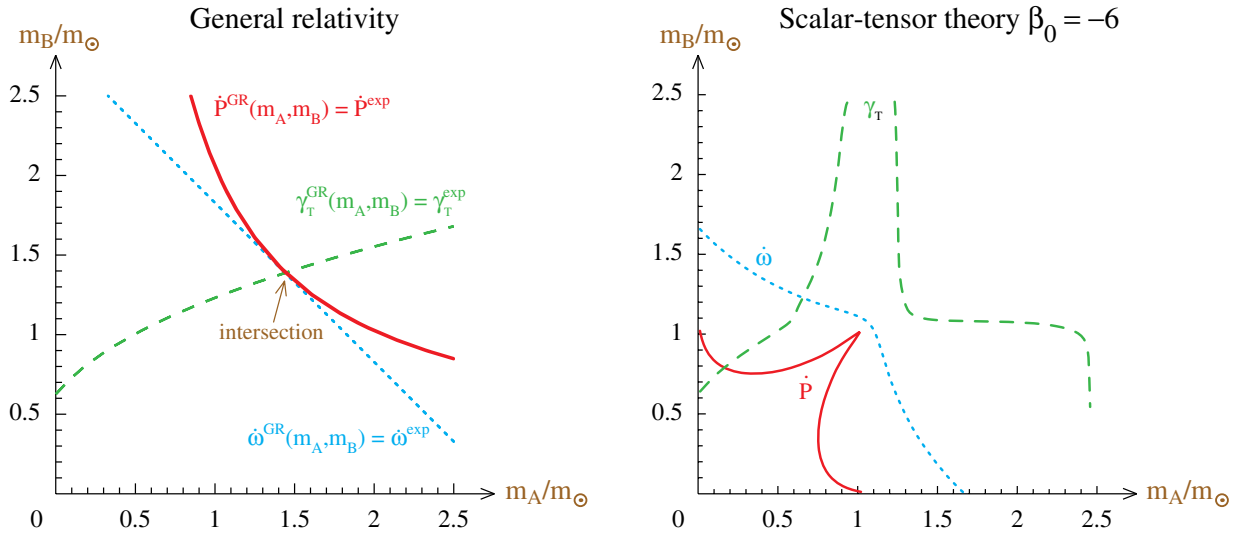 General relativity
m_B/m_⊙
2.5
2
1.5
1
0.5
0
0.5
1
1.5
2
2.5
m_A/m_⊙
Ṗ^GR(m_A,m_B) = Ṗ^exp
γ_T^GR(m_A,m_B) = γ_T^exp
intersection
ω̇^GR(m_A,m_B) = ω̇^exp
Scalar-tensor theory β_0 = −6
m_B/m_⊙
2.5
2
1.5
1
0.5
0
0.5
1
1.5
2
2.5
m_A/m_⊙
γ_T
ω̇
Ṗ